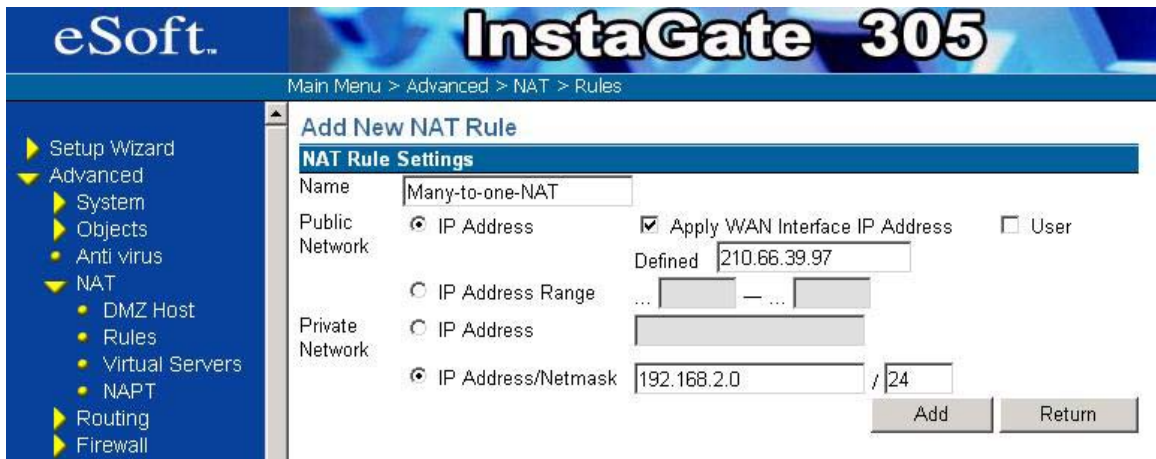 eSoft™
InstaGate 305
Main Menu > Advanced > NAT > Rules
Setup Wizard
Advanced
System
Objects
Anti virus
NAT
DMZ Host
Rules
Virtual Servers
NAPT
Routing
Firewall
Add New NAT Rule
NAT Rule Settings
Name Many-to-one-NAT
Public Network IP Address Apply WAN Interface IP Address User Defined 210.66.39.97
IP Address Range ... — ...
Private Network IP Address
IP Address/Netmask 192.168.2.0 / 24
Add Return